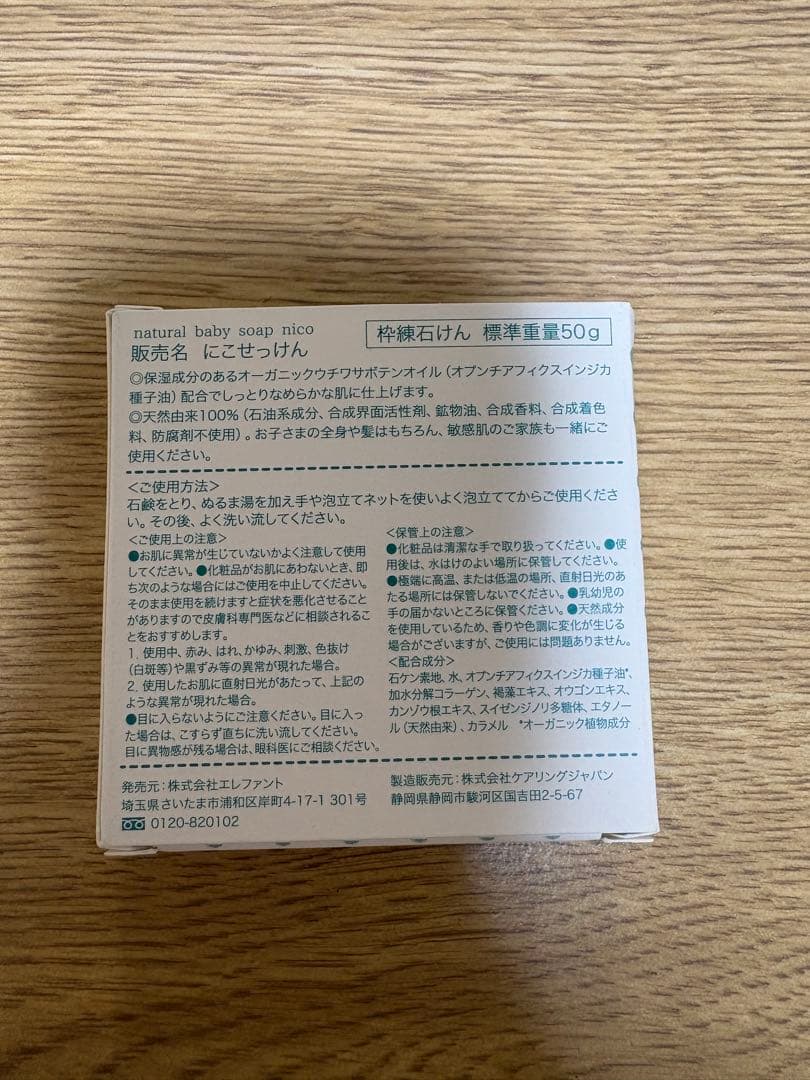 natural baby soap nico
販売名 にこせっけん
枠練石けん 標準重量50g
◎保湿成分のあるオーガニックウチワサボテンオイル（オプンチアフィクスインジカ
種子油）配合でしっとりなめらかな肌に仕上げます。
◎天然由来100%（石油系成分、合成界面活性剤、鉱物油、合成香料、合成着色
料、防腐剤不使用）。お子さまの全身や髪はもちろん、敏感肌のご家族も一緒にご
使用ください。
＜ご使用方法＞
石鹸をとり、ぬるま湯を加え手や泡立てネットを使いよく泡立ててからご使用くださ
い。その後、よく洗い流してください。
＜ご使用上の注意＞
●お肌に異常が生じていないかよく注意して使用
してください。●化粧品がお肌にあわないとき、即
ち次のような場合にはご使用を中止してください。
そのまま使用を続けますと症状を悪化させること
がありますので皮膚科専門医などに相談されるこ
とをおすすめします。
1. 使用中、赤み、はれ、かゆみ、刺激、色抜け
（白斑等）や黒ずみ等の異常が現れた場合。
2. 使用したお肌に直射日光があたって、上記の
ような異常が現れた場合。
●目に入らないようにご注意ください。目に入っ
た場合は、こすらず直ちに洗い流してください。
目に異物感が残る場合は、眼科医にご相談ください。
＜保管上の注意＞
●化粧品は清潔な手で取り扱ってください。●使
用後は、水はけのよい場所に保管してください。
●極端に高温、または低温の場所、直射日光のあ
たる場所には保管しないでください。●乳幼児の
手の届かないところに保管ください。●天然成分
を使用しているため、香りや色調に変化が生じる
場合がございますが、ご使用には問題ありません。
＜配合成分＞
石ケン素地、水、オプンチアフィクスインジカ種子油*、
加水分解コラーゲン、褐藻エキス、オウゴンエキス、
カンゾウ根エキス、スイゼンジノリ多糖体、エタノー
ル（天然由来）、カラメル *オーガニック植物成分
発売元：株式会社エレファント
埼玉県さいたま市浦和区岸町4-17-1 301号
0120-820102
製造販売元：株式会社ケアリングジャパン
静岡県静岡市駿河区国吉田2-5-67